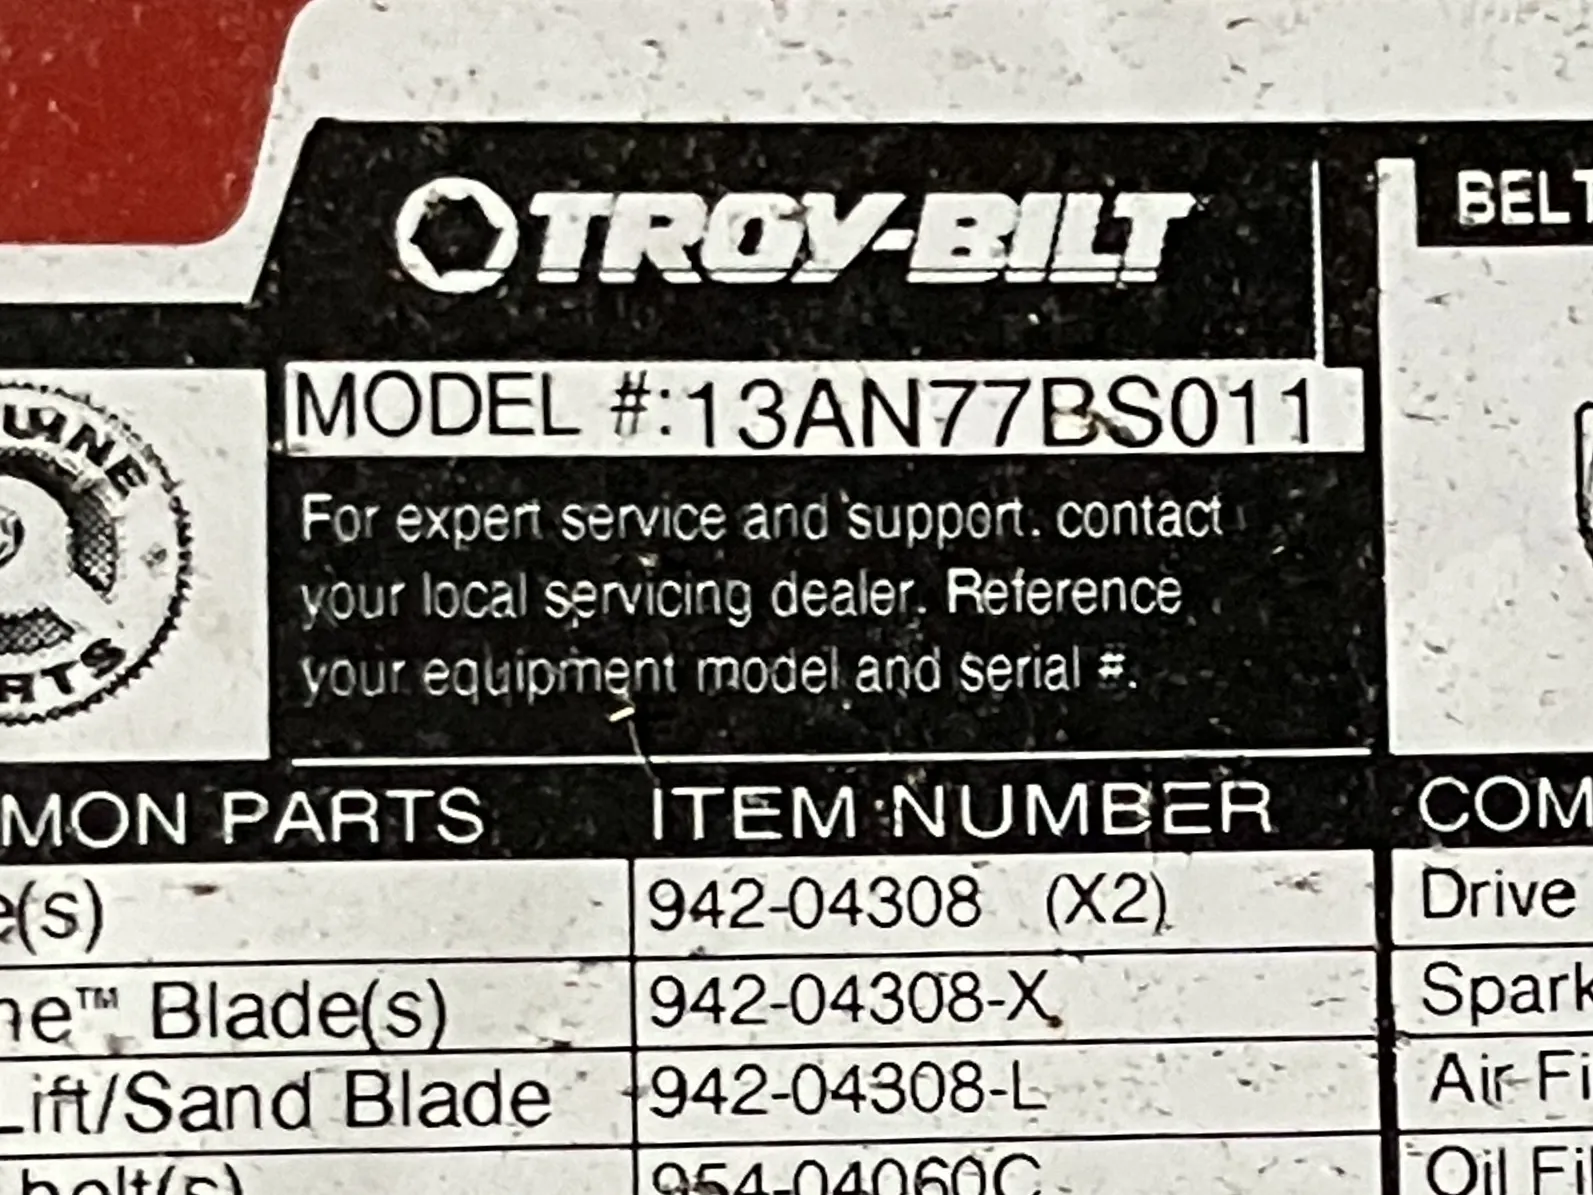 TROY-BILT
BELT
MODEL #:13AN77BS011
For expert service and support. contact
your local servicing dealer. Reference
your equipment model and serial #.
MON PARTS ITEM NUMBER COM
e(s) 942-04308 (X2) Drive
ne™ Blade(s) 942-04308-X Spark
Lift/Sand Blade 942-04308-L Air Fi
belt(s) 954-04060C Oil Fil